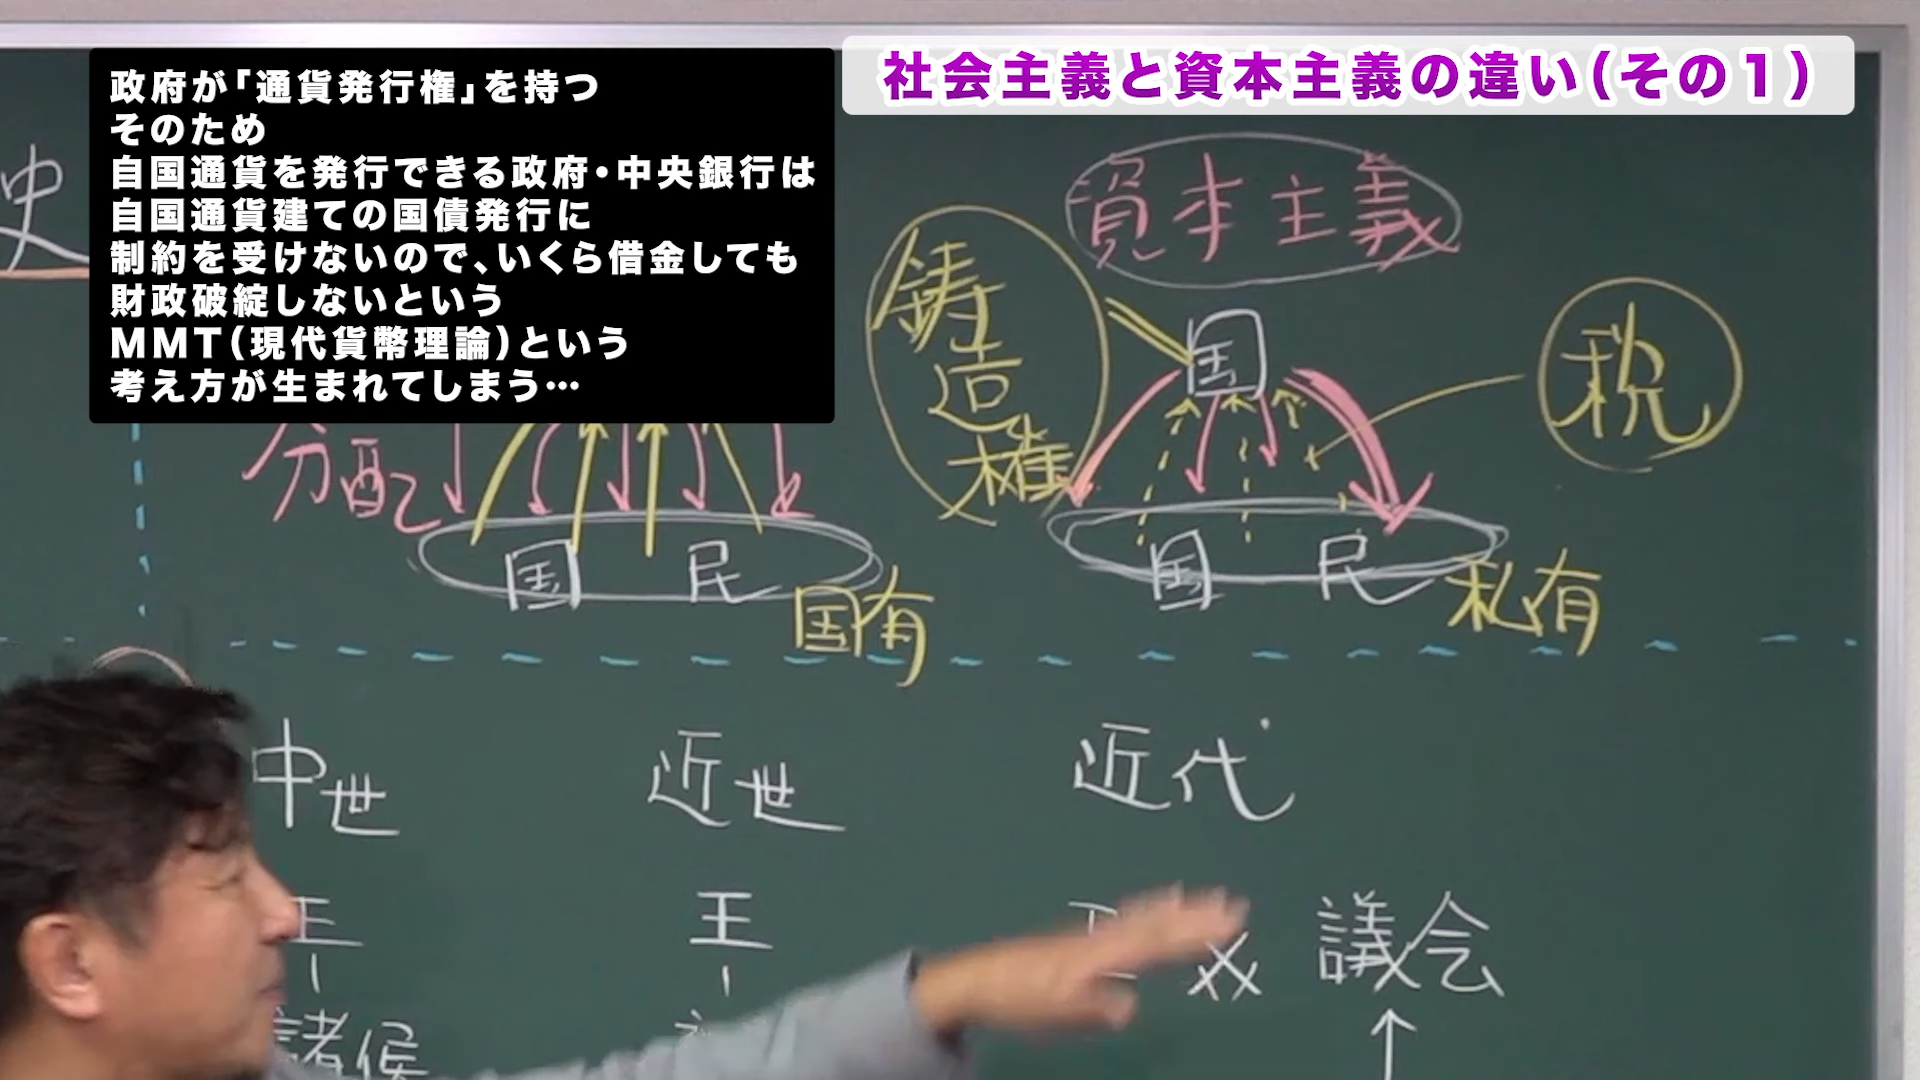 政府が「通貨発行権」を持つ
そのため
自国通貨を発行できる政府・中央銀行は
自国通貨建ての国債発行に
制約を受けないので、いくら借金しても
財政破綻しないという
MMT(現代貨幣理論)という
考え方が生まれてしまう…
社会主義と資本主義の違い(その1)
史
資本主義
鋳造権
国
税
分配
国民
国有
国民
私有
中世
近世
近代
王
王
議会
諸侯